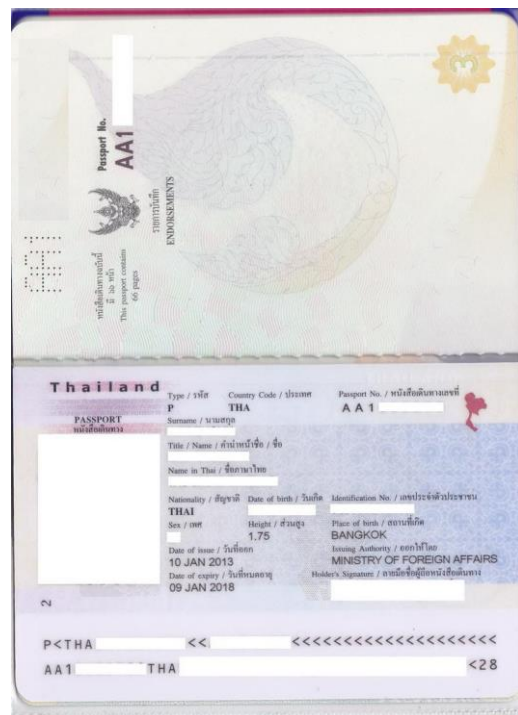 Passport No.
AA1
รายการบันทึก
ENDORSEMENTS
หนังสือเดินทางฉบับนี้
มี ๖๖ หน้า
This passport contains
66 pages
Thailand
PASSPORT
หนังสือเดินทาง
Type / รหัส Country Code / ประเทศ Passport No. / หนังสือเดินทางเลขที่
P THA AA1
Surname / นามสกุล
Title / Name / คำนำหน้าชื่อ / ชื่อ
Name in Thai / ชื่อภาษาไทย
Nationality / สัญชาติ Date of birth / วันเกิด Identification No. / เลขประจำตัวประชาชน
THAI
Sex / เพศ Height / ส่วนสูง Place of birth / สถานที่เกิด
1.75 BANGKOK
Date of issue / วันที่ออก Issuing Authority / ออกให้โดย
10 JAN 2013 MINISTRY OF FOREIGN AFFAIRS
Date of expiry / วันที่หมดอายุ Holder's Signature / ลายมือชื่อผู้ถือหนังสือเดินทาง
09 JAN 2018
2
P<THA << <<<<<<<<<<<<<<<<<<<<<
AA1 THA <28